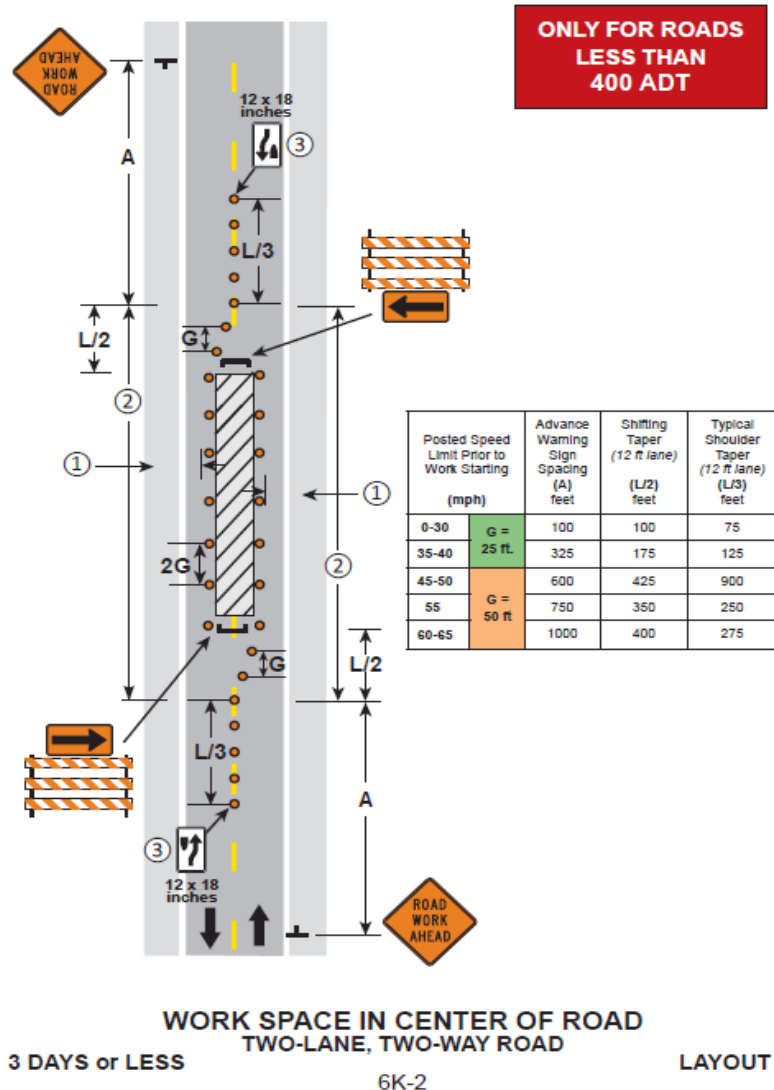 ONLY FOR ROADS
LESS THAN
400 ADT
ROAD
WORK
AHEAD
12 x 18
inches
③
A
L/3
L/2
G
②
①
①
2G
②
G
L/2
L/3
A
③
12 x 18
inches
ROAD
WORK
AHEAD
Posted Speed Limit Prior to Work Starting (mph) | Advance Warning Sign Spacing (A) feet | Shifting Taper (12 ft lane) (L/2) feet | Typical Shoulder Taper (12 ft lane) (L/3) feet
0-30 | G = 25 ft. | 100 | 100 | 75
35-40 | 325 | 175 | 125
45-50 | G = 50 ft | 600 | 425 | 900
55 | 750 | 350 | 250
60-65 | 1000 | 400 | 275
WORK SPACE IN CENTER OF ROAD
TWO-LANE, TWO-WAY ROAD
3 DAYS or LESS
LAYOUT
6K-2